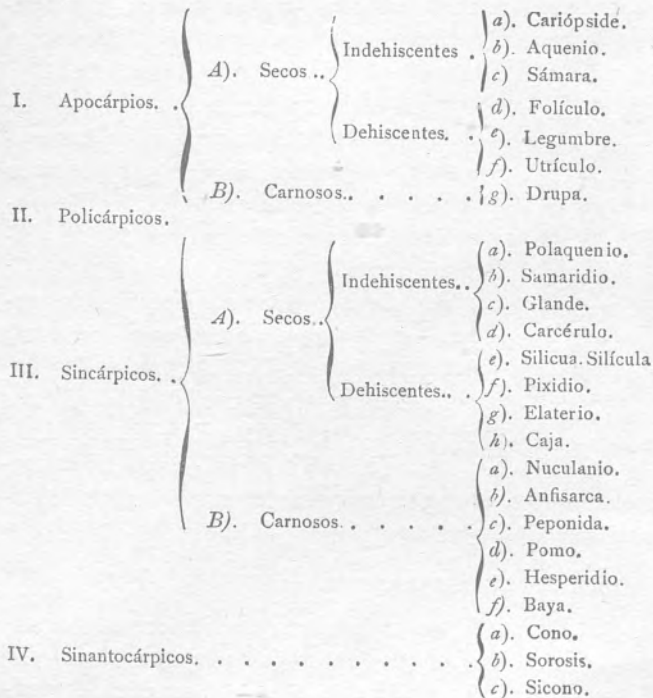 a). Cariópside.
A). Secos .. Indehiscentes . b). Aquenio.
c) Sámara.
I. Apocárpios. . d). Folículo.
Dehiscentes. . e). Legumbre.
f). Utrículo.
B). Carnosos.. . . . . g). Drupa.
II. Policárpicos.
a). Polaquenio.
Indehiscentes.. b). Samaridio.
A). Secos .. c). Glande.
d). Carcérulo.
III. Sincárpicos. . e). Silicua. Silícula
Dehiscentes.. . f). Pixidio.
g). Elaterio.
h). Caja.
a). Nuculanio.
b). Anfisarca.
B). Carnosos. . . . . . c). Peponida.
d). Pomo.
e). Hesperidio.
f). Baya.
a). Cono.
IV. Sinantocárpicos. . . . . . . . . . . b). Sorosis.
c). Sicono.